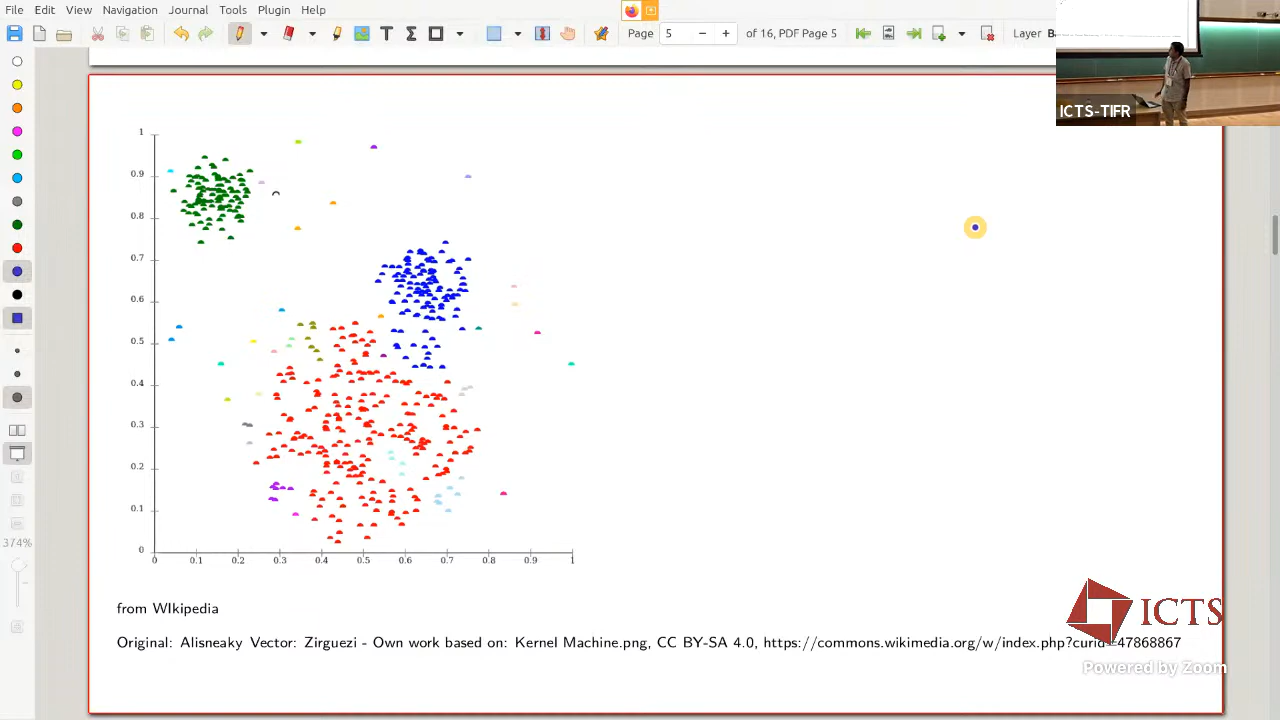 File Edit View Navigation Journal Tools Plugin Help
Page 5 of 16, PDF Page 5 Layer
ICTS-TIFR
1
0.9
0.8
0.7
0.6
0.5
0.4
0.3
0.2
0.1
0
0 0.1 0.2 0.3 0.4 0.5 0.6 0.7 0.8 0.9 1
374%
from WIkipedia
ICTS
Original: Alisneaky Vector: Zirguezi - Own work based on: Kernel Machine.png, CC BY-SA 4.0, https://commons.wikimedia.org/w/index.php?curid=47868867
Powered by Zoom